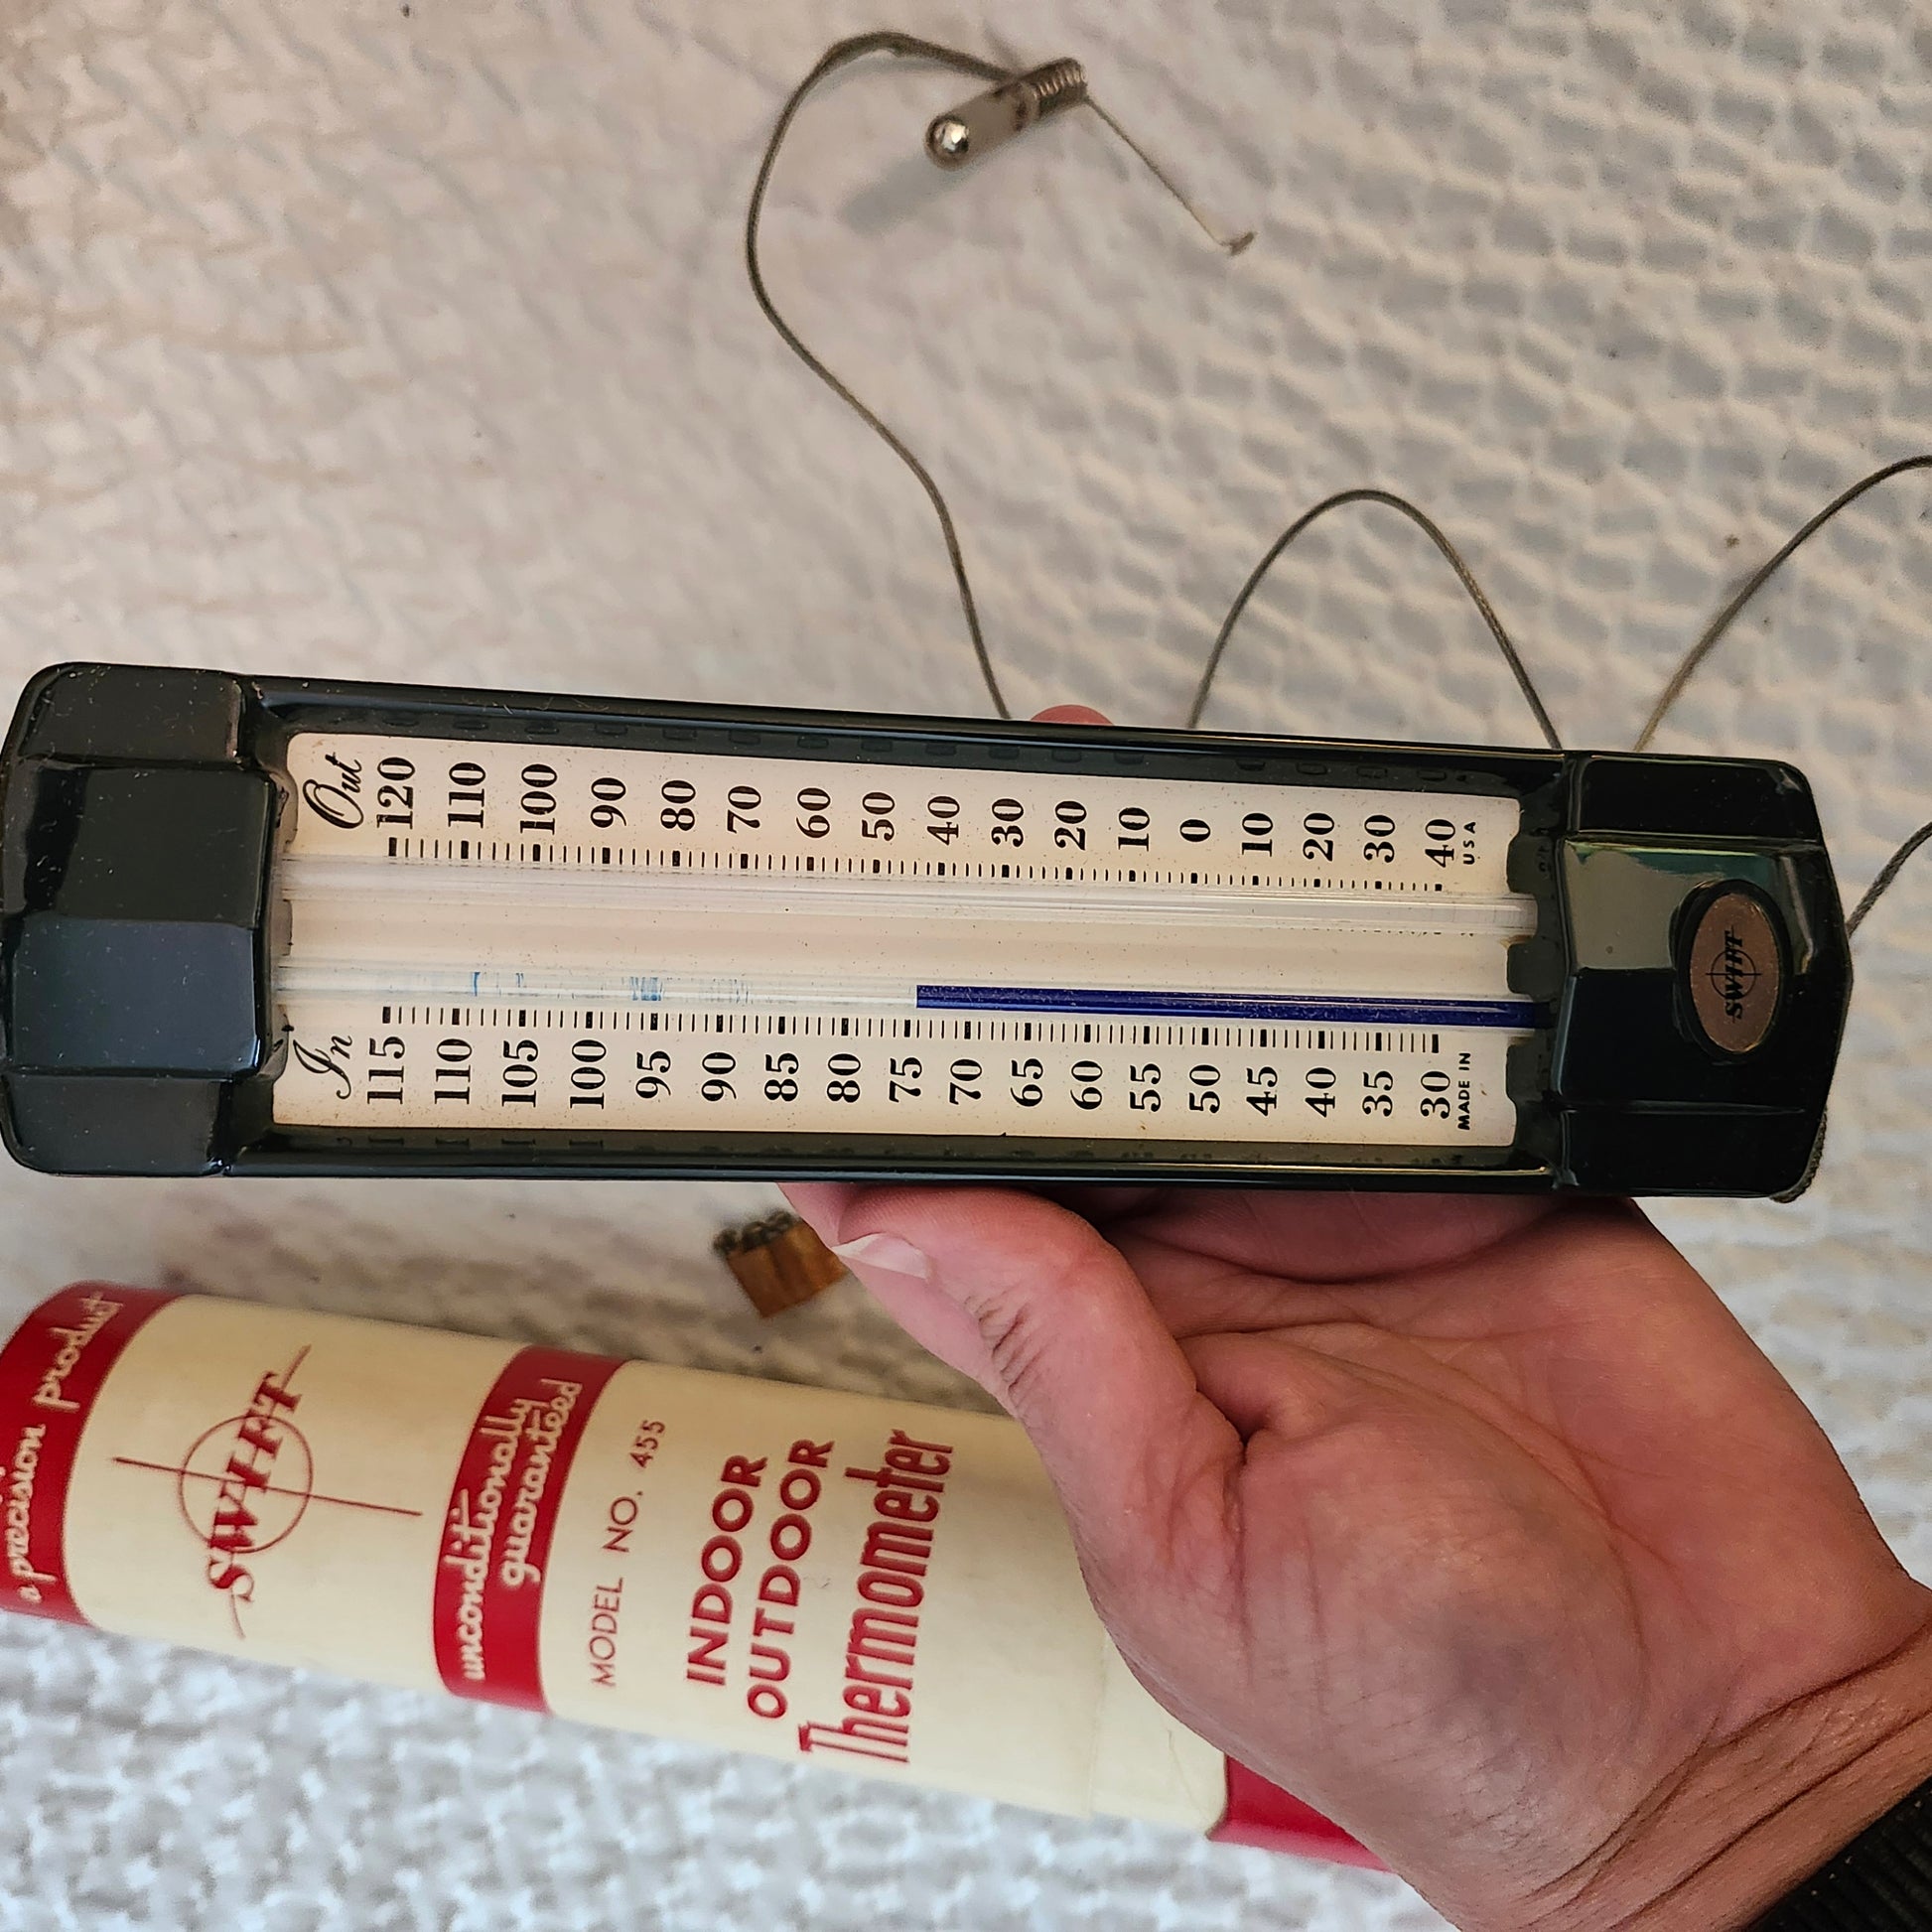 Out
120 110 100 90 80 70 60 50 40 30 20 10 0 10 20 30 40
USA
In
115 110 105 100 95 90 85 80 75 70 65 60 55 50 45 40 35 30
MADE IN
SWIFT
a precision product
SWIFT
unconditionally
guaranteed
MODEL NO. 455
INDOOR
OUTDOOR
Thermometer